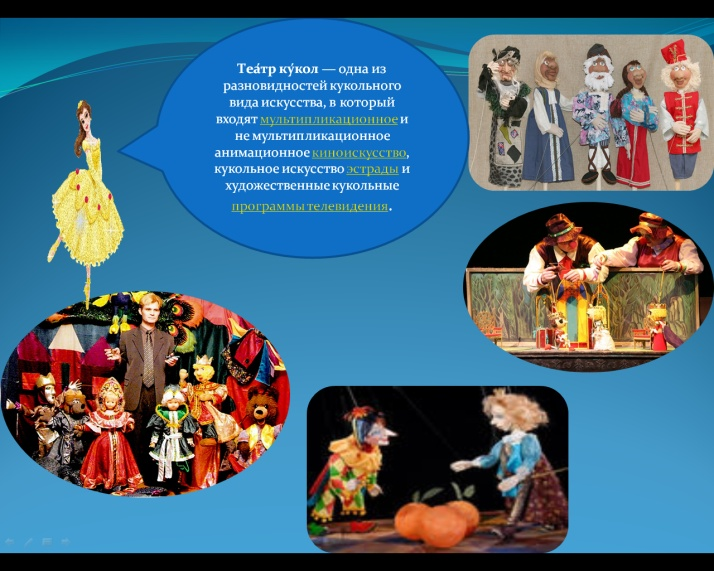 Теа́тр ку́кол — одна из
разновидностей кукольного
вида искусства, в который
входят мультипликационное и
не мультипликационное
анимационное киноискусство,
кукольное искусство эстрады и
художественные кукольные
программы телевидения.